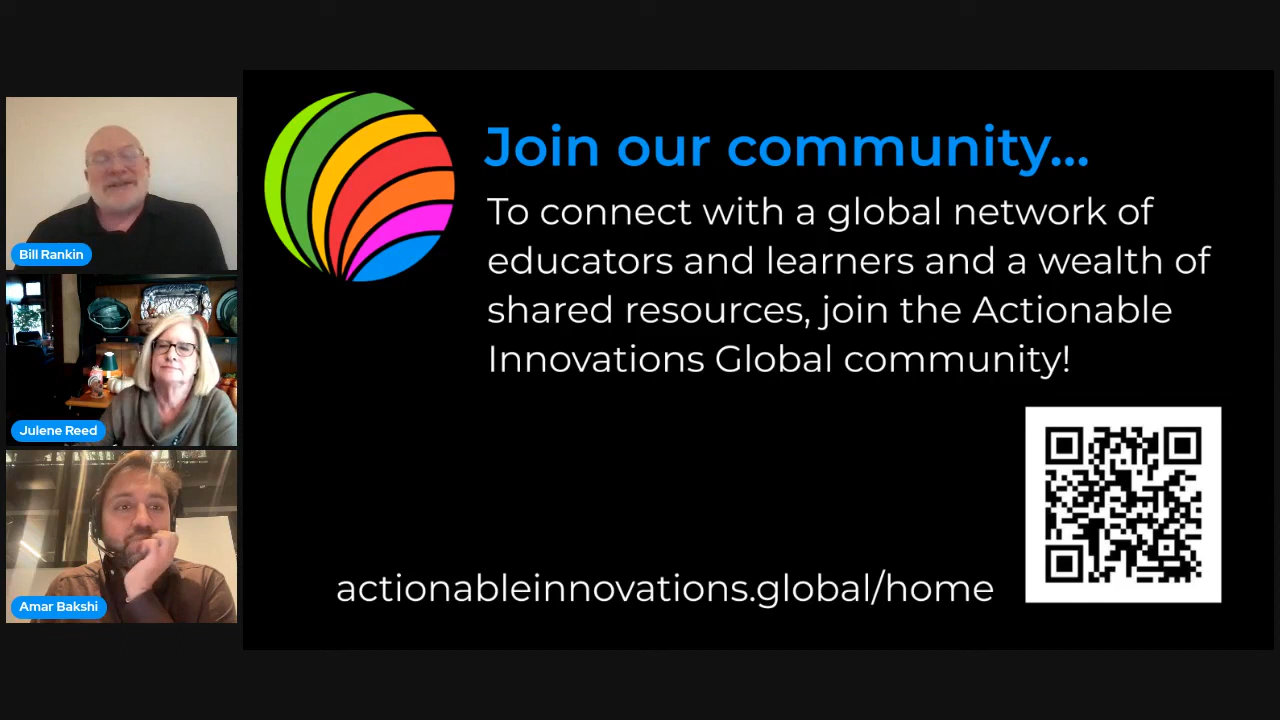 Bill Rankin
Julene Reed
Amar Bakshi
Join our community...
To connect with a global network of
educators and learners and a wealth of
shared resources, join the Actionable
Innovations Global community!
actionableinnovations.global/home